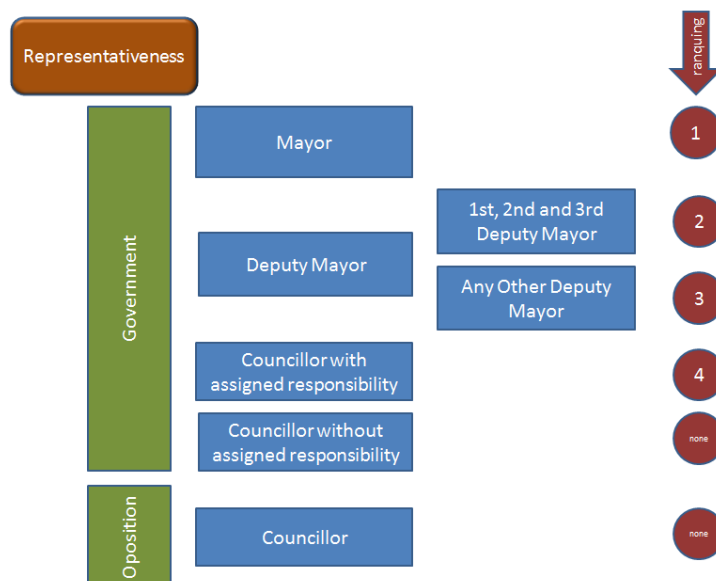 Representativeness
ranquing
Government
Mayor
1
1st, 2nd and 3rd
Deputy Mayor
2
Deputy Mayor
Any Other Deputy
Mayor
3
Councillor with
assigned responsibility
4
Councillor without
assigned responsibility
none
Oposition
Councillor
none